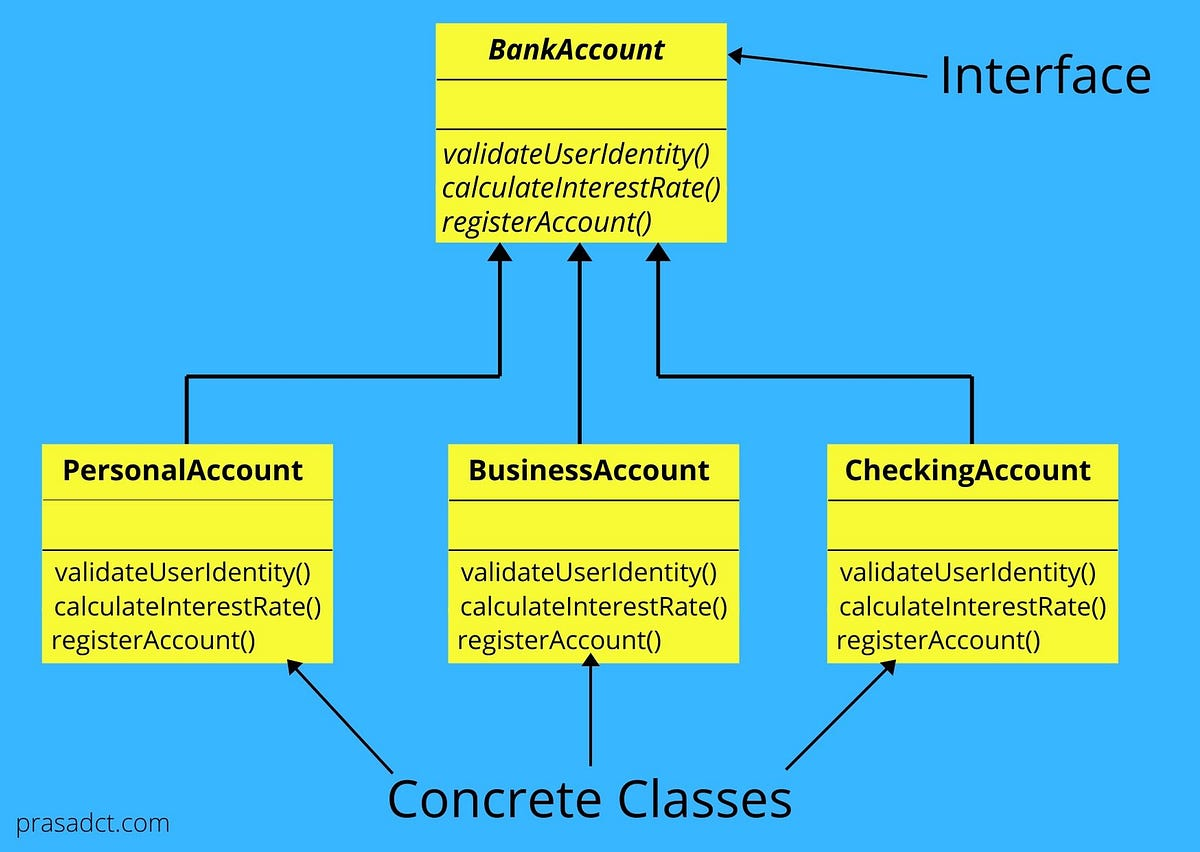 BankAccount
Interface
validateUserIdentity()
calculateInterestRate()
registerAccount()
PersonalAccount
validateUserIdentity()
calculateInterestRate()
registerAccount()
BusinessAccount
validateUserIdentity()
calculateInterestRate()
registerAccount()
CheckingAccount
validateUserIdentity()
calculateInterestRate()
registerAccount()
Concrete Classes
prasadct.com